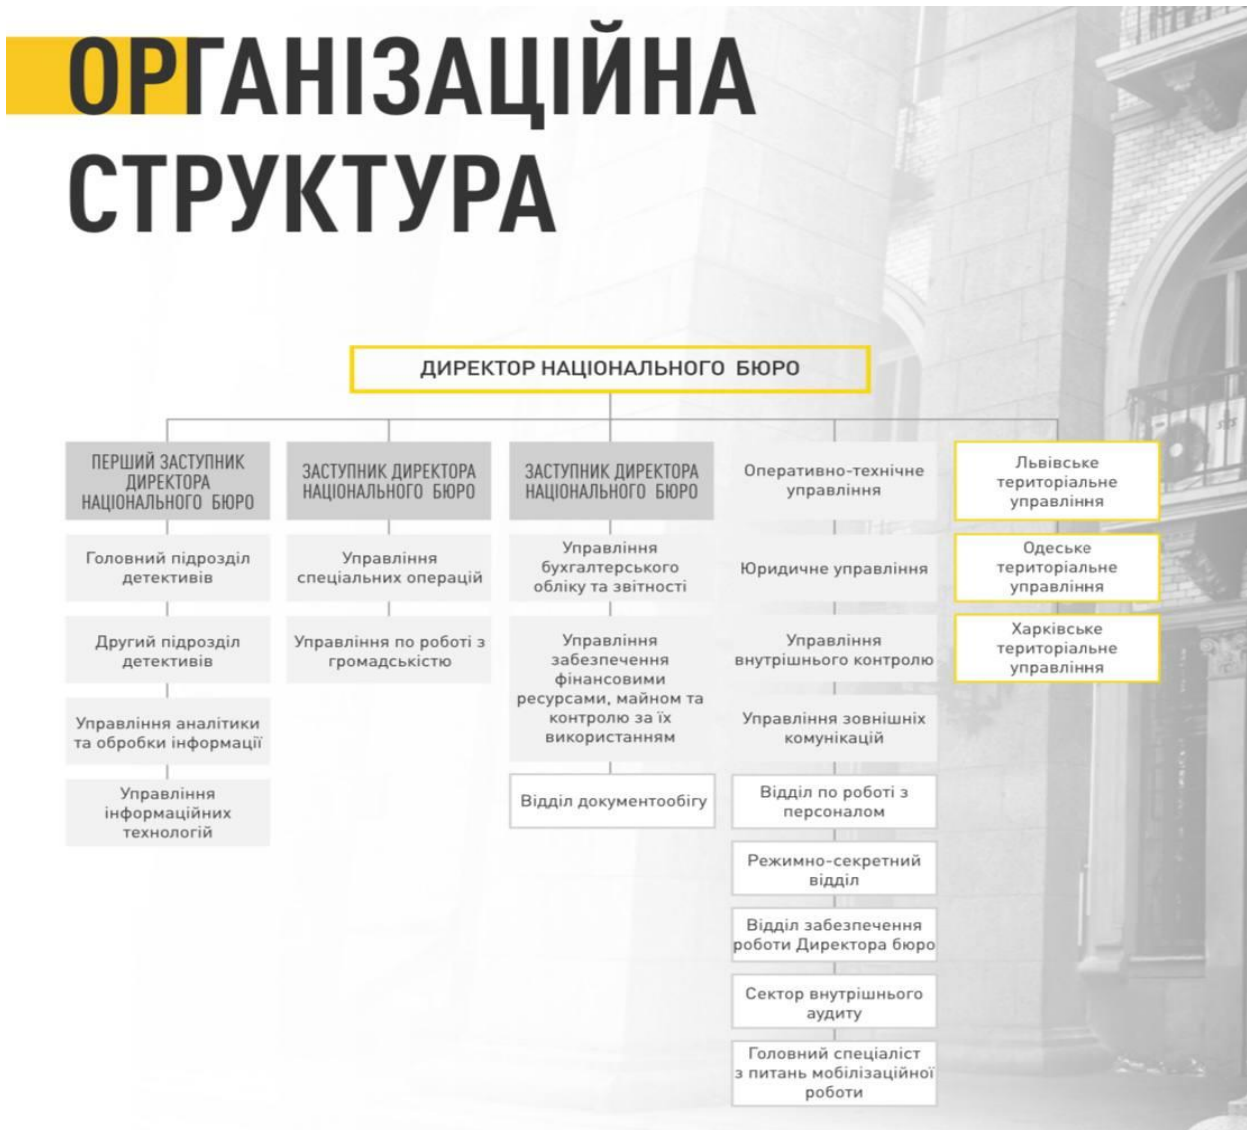 ОРГАНІЗАЦІЙНА
СТРУКТУРА
ДИРЕКТОР НАЦІОНАЛЬНОГО БЮРО
ПЕРШИЙ ЗАСТУПНИК
ДИРЕКТОРА
НАЦІОНАЛЬНОГО БЮРО
Головний підрозділ
детективів
Другий підрозділ
детективів
Управління аналітики
та обробки інформації
Управління
інформаційних
технологій
ЗАСТУПНИК ДИРЕКТОРА
НАЦІОНАЛЬНОГО БЮРО
Управління
спеціальних операцій
Управління по роботі з
громадськістю
ЗАСТУПНИК ДИРЕКТОРА
НАЦІОНАЛЬНОГО БЮРО
Управління
бухгалтерського
обліку та звітності
Управління
забезпечення
фінансовими
ресурсами, майном та
контролю за їх
використанням
Відділ документообігу
Оперативно-технічне
управління
Юридичне управління
Управління
внутрішнього контролю
Управління зовнішніх
комунікацій
Відділ по роботі з
персоналом
Режимно-секретний
відділ
Відділ забезпечення
роботи Директора бюро
Сектор внутрішнього
аудиту
Головний спеціаліст
з питань мобілізаційної
роботи
Львівське
територіальне
управління
Одеське
територіальне
управління
Харківське
територіальне
управління